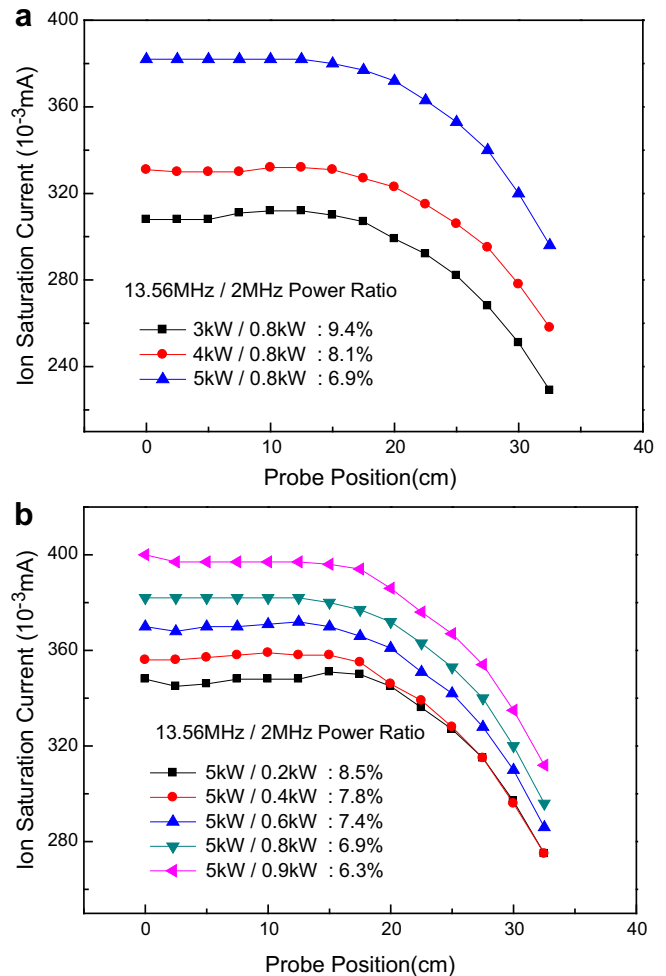 a
380
360
320
280
240
Ion Saturation Current (10⁻³mA)
13.56MHz / 2MHz Power Ratio
3kW / 0.8kW : 9.4%
4kW / 0.8kW : 8.1%
5kW / 0.8kW : 6.9%
0 10 20 30 40
Probe Position(cm)
b
400
360
320
280
Ion Saturation Current (10⁻³mA)
13.56MHz / 2MHz Power Ratio
5kW / 0.2kW : 8.5%
5kW / 0.4kW : 7.8%
5kW / 0.6kW : 7.4%
5kW / 0.8kW : 6.9%
5kW / 0.9kW : 6.3%
0 10 20 30 40
Probe Position(cm)